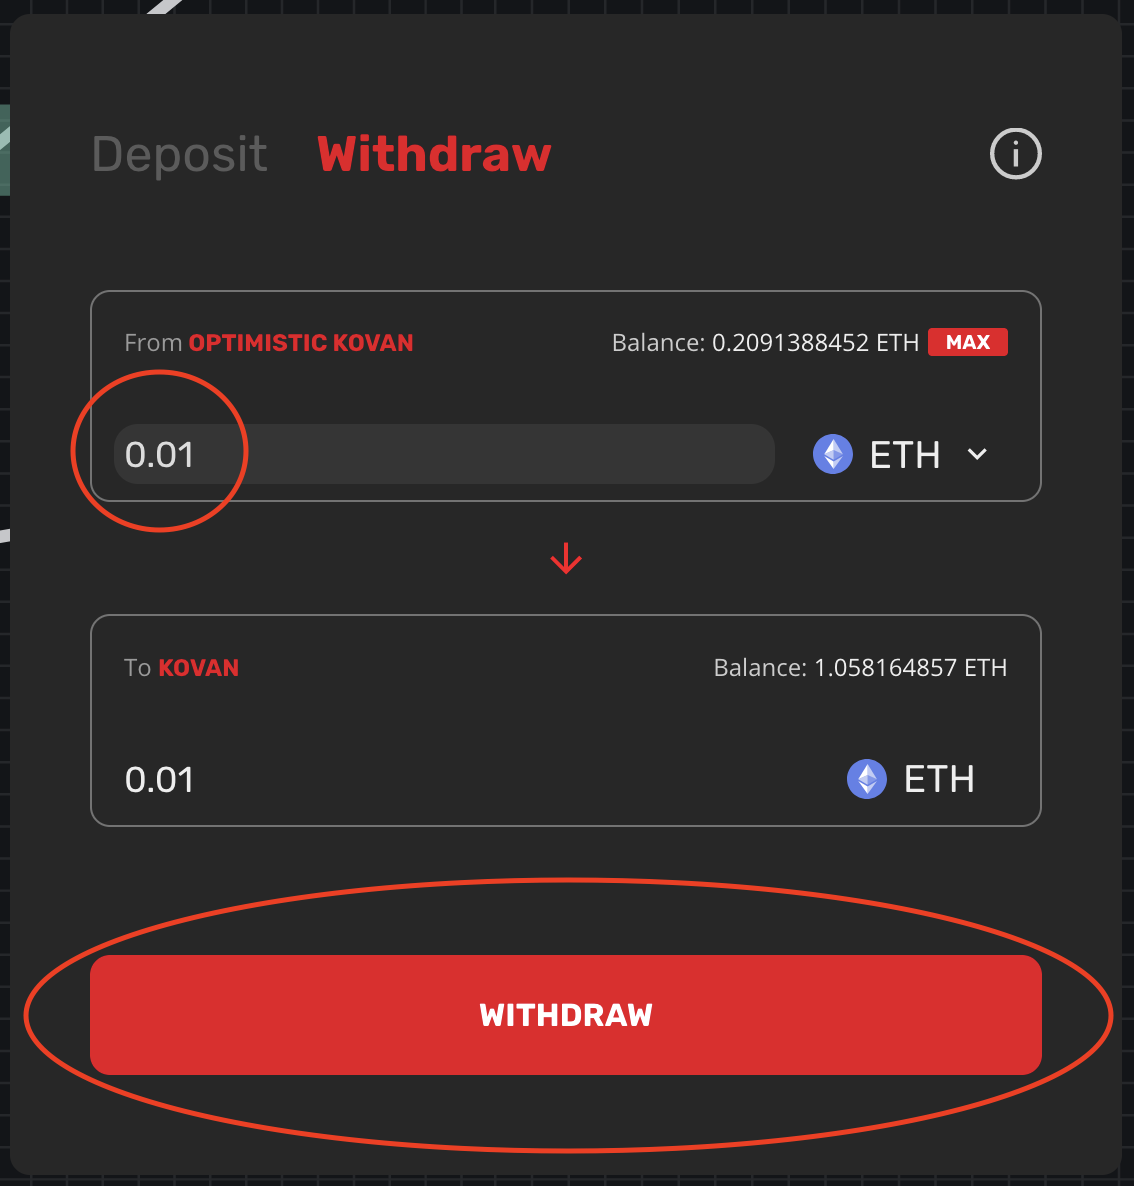 Deposit Withdraw
From OPTIMISTIC KOVAN Balance: 0.2091388452 ETH MAX
0.01 ETH
To KOVAN Balance: 1.058164857 ETH
0.01 ETH
WITHDRAW